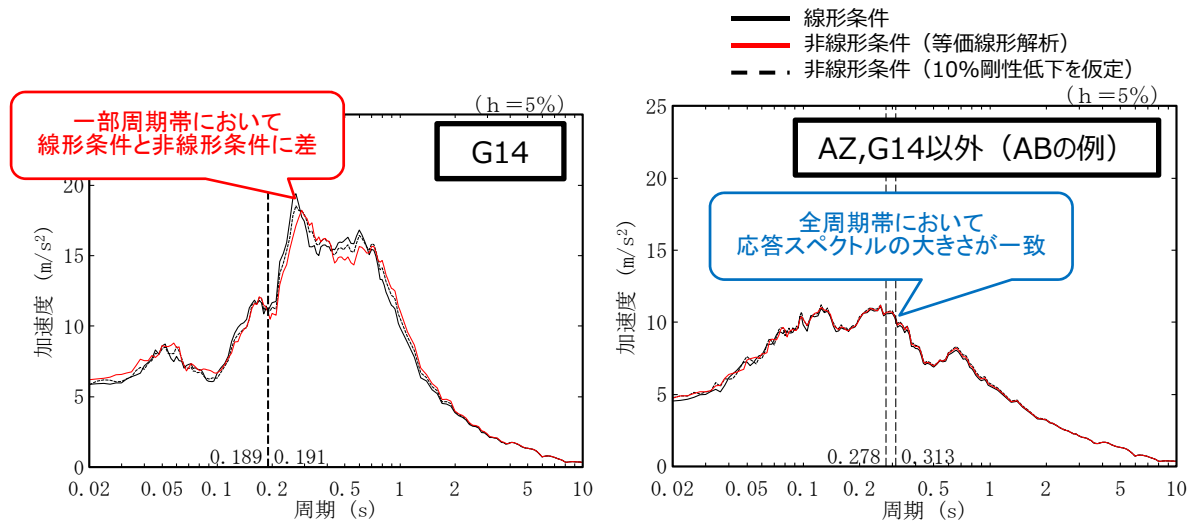 線形条件
非線形条件（等価線形解析）
非線形条件（10%剛性低下を仮定）
一部周期帯において
線形条件と非線形条件に差
(h=5%)
G14
20
15
10
5
0
加速度 (m/s²)
0.189
0.191
0.02
0.05
0.1
0.2
0.5
1
2
5
10
周期 (s)
(h=5%)
AZ,G14以外（ABの例）
全周期帯において
応答スペクトルの大きさが一致
25
20
15
10
5
0
加速度 (m/s²)
0.278
0.313
0.02
0.05
0.1
0.2
0.5
1
2
5
10
周期 (s)